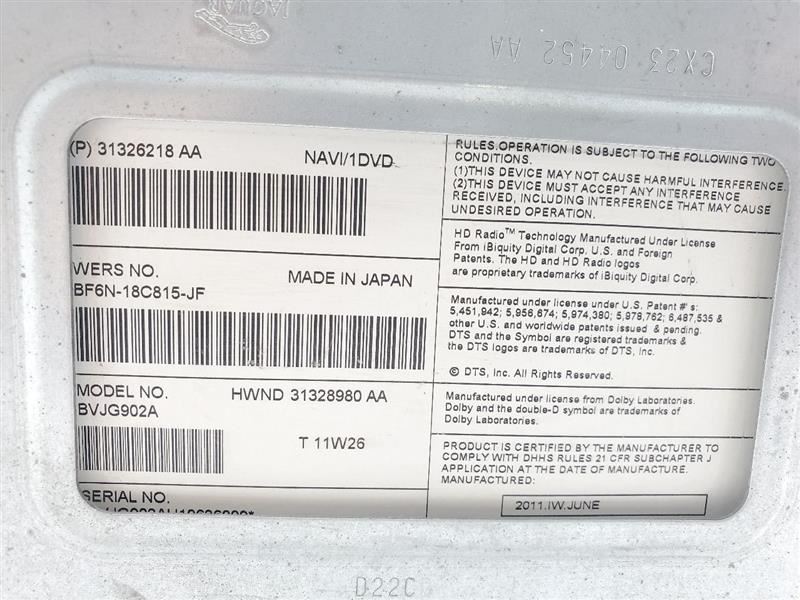 JAGUAR
CX23 04452 AA
(P) 31326218 AA
NAVI/1DVD
WERS NO.
MADE IN JAPAN
BF6N-18C815-JF
MODEL NO.
HWND 31328980 AA
BVJG902A
T 11W26
SERIAL NO.
RULES.OPERATION IS SUBJECT TO THE FOLLOWING TWO
CONDITIONS.
(1)THIS DEVICE MAY NOT CAUSE HARMFUL INTERFERENCE.
(2)THIS DEVICE MUST ACCEPT ANY INTERFERENCE
RECEIVED, INCLUDING INTERFERENCE THAT MAY CAUSE
UNDESIRED OPERATION.
HD Radio™ Technology Manufactured Under License
From iBiquity Digital Corp. U.S. and Foreign
Patents. The HD and HD Radio logos
are proprietary trademarks of iBiquity Digital Corp.
Manufactured under license under U.S. Patent #'s:
5,451,942; 5,956,674; 5,974,380; 5,978,762; 6,487,535 &
other U.S. and worldwide patents issued & pending.
DTS and the Symbol are registered trademarks &
the DTS logos are trademarks of DTS, Inc.
© DTS, Inc. All Rights Reserved.
Manufactured under license from Dolby Laboratories.
Dolby and the double-D symbol are trademarks of
Dolby Laboratories.
PRODUCT IS CERTIFIED BY THE MANUFACTURER TO
COMPLY WITH DHHS RULES 21 CFR SUBCHAPTER J
APPLICATION AT THE DATE OF MANUFACTURE.
MANUFACTURED:
2011.IW.JUNE
D22C